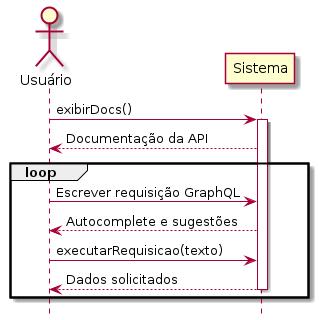 Usuário
Sistema
exibirDocs()
Documentação da API
loop
Escrever requisição GraphQL
Autocomplete e sugestões
executarRequisicao(texto)
Dados solicitados